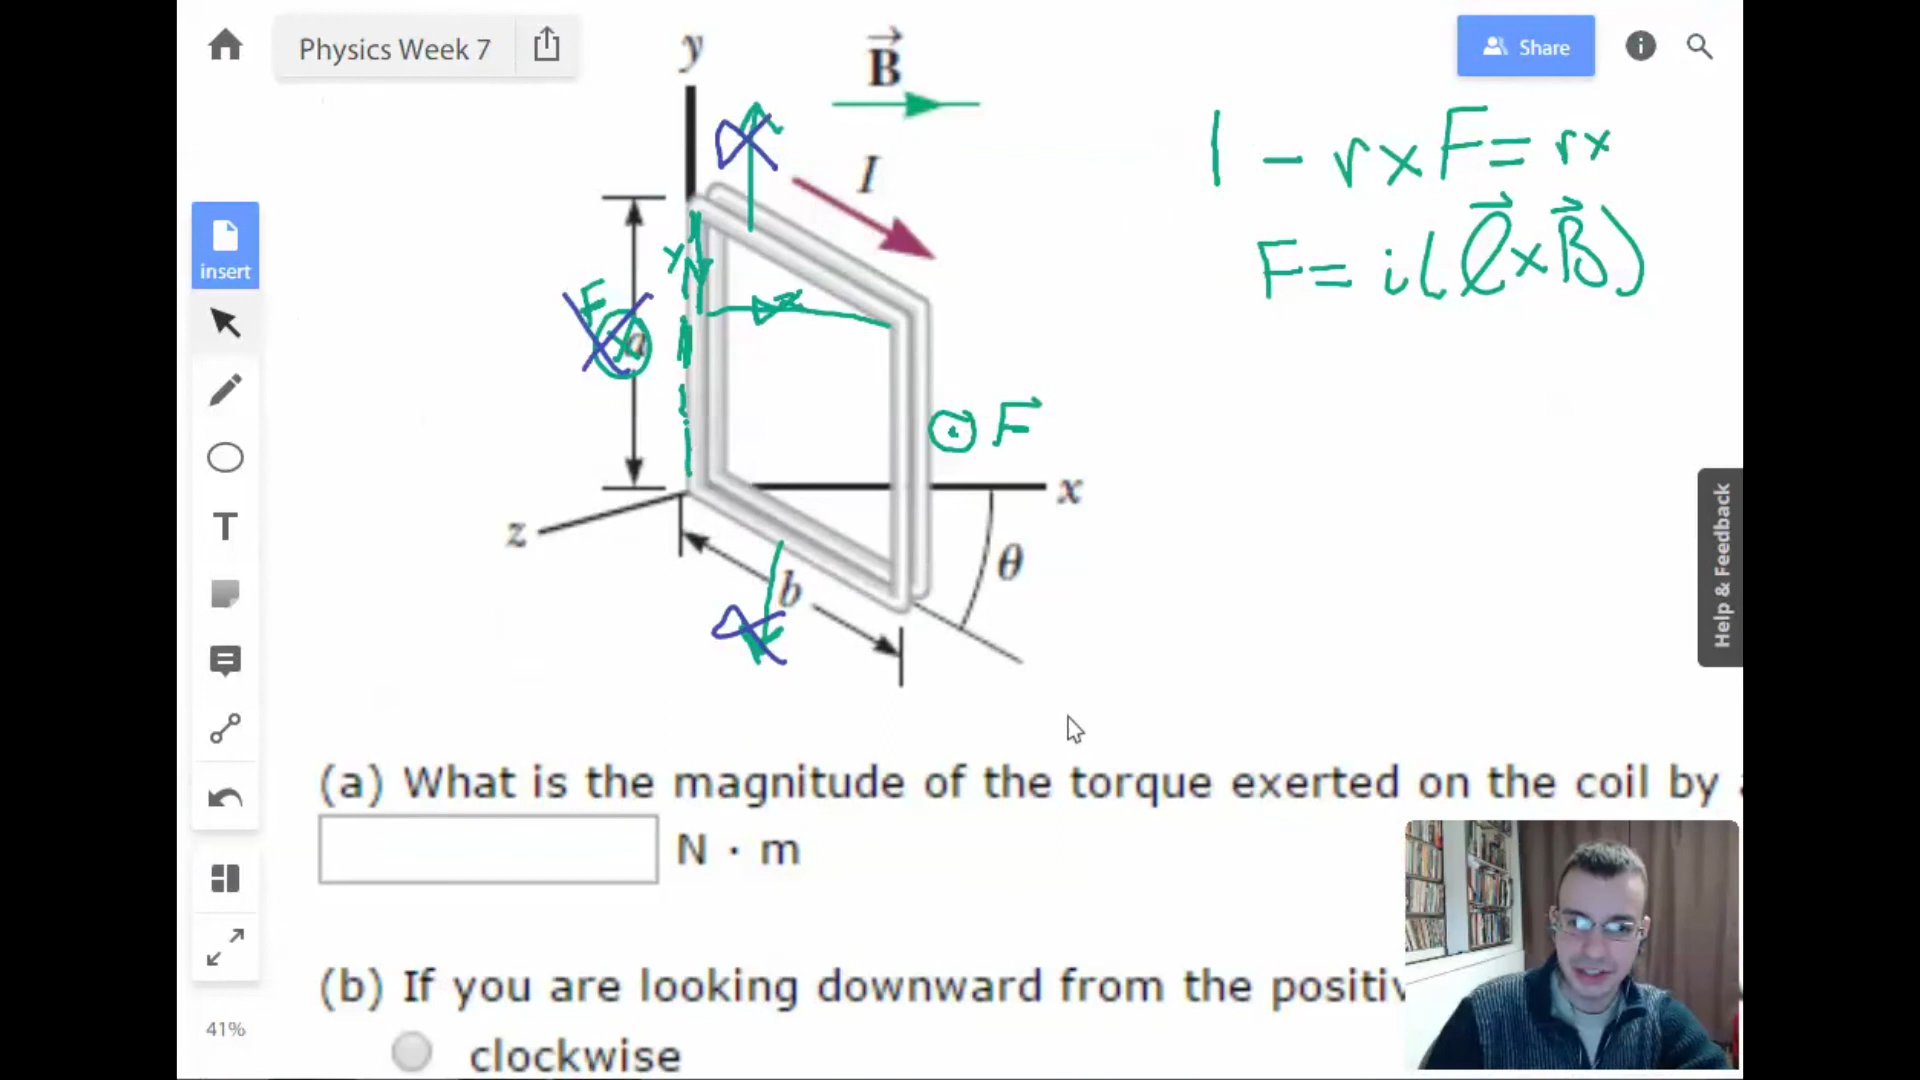 Physics Week 7
Share
insert
T
41%
Help & Feedback
y
B
I
a
F
x
z
b
θ
r
F
- r x F = r x
F = i ( l x B )
(a) What is the magnitude of the torque exerted on the coil by
N · m
(b) If you are looking downward from the positiv
clockwise